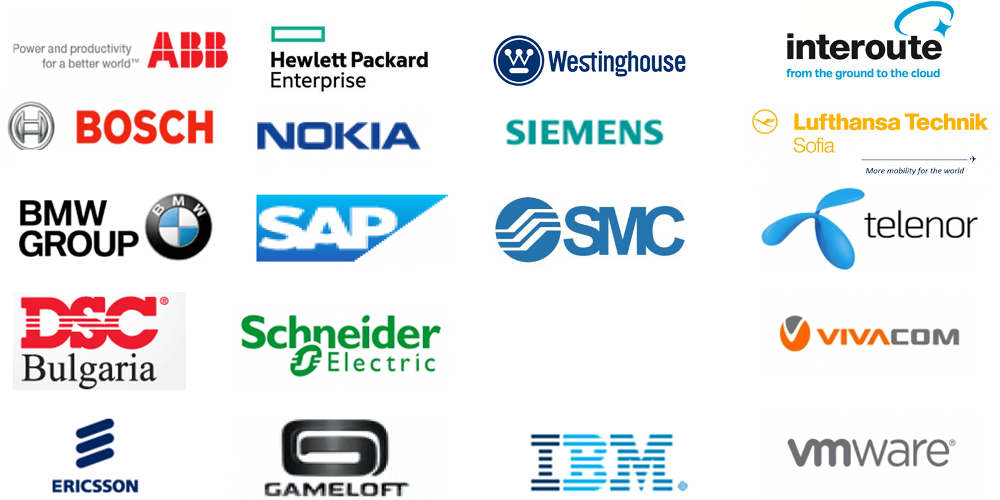 Power and productivity
for a better world™
ABB
Hewlett Packard
Enterprise
W Westinghouse
interoute
from the ground to the cloud
BOSCH
NOKIA
SIEMENS
Lufthansa Technik
Sofia
More mobility for the world
BMW
GROUP
BMW
SAP
SMC
telenor
DSC®
Bulgaria
Schneider
Electric
VIVACOM
ERICSSON
GAMELOFT
IBM®
vmware®